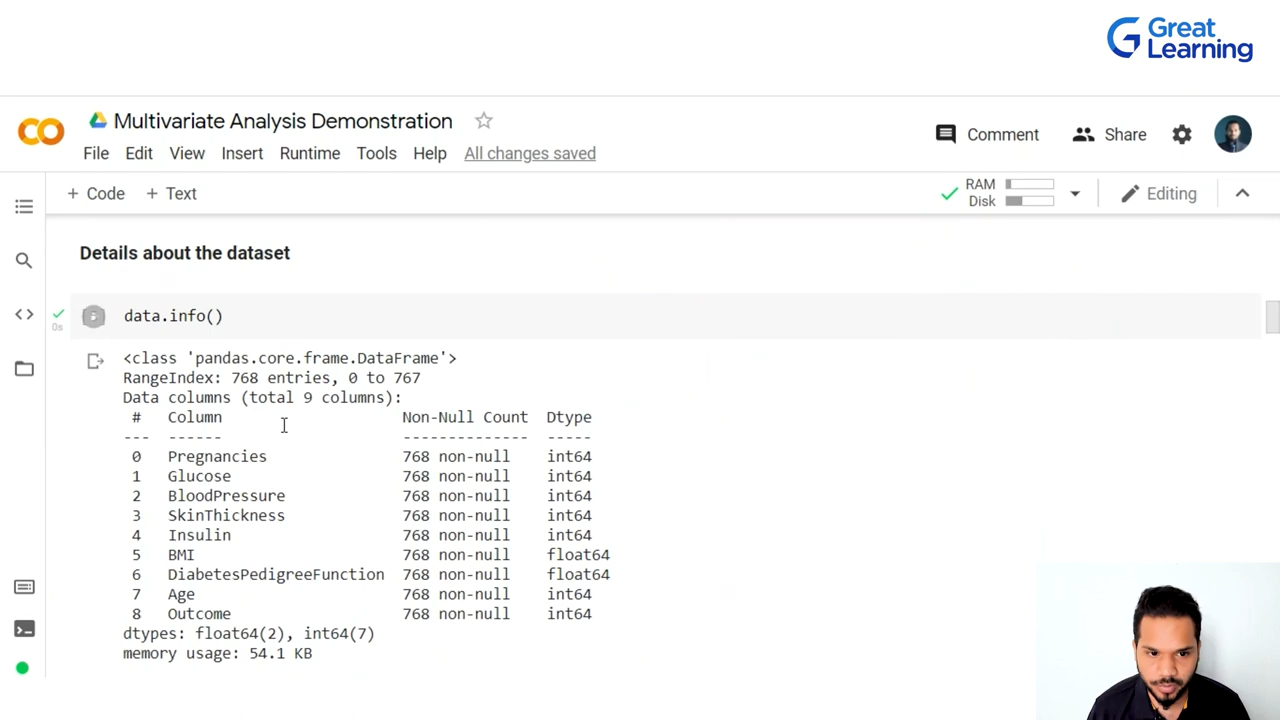 Great
Learning
Multivariate Analysis Demonstration
File Edit View Insert Runtime Tools Help All changes saved
Comment Share
+ Code + Text
RAM
Disk
Editing
Details about the dataset
0s
data.info()
<class 'pandas.core.frame.DataFrame'>
RangeIndex: 768 entries, 0 to 767
Data columns (total 9 columns):
# Column Non-Null Count Dtype
--- ------ -------------- -----
0 Pregnancies 768 non-null int64
1 Glucose 768 non-null int64
2 BloodPressure 768 non-null int64
3 SkinThickness 768 non-null int64
4 Insulin 768 non-null int64
5 BMI 768 non-null float64
6 DiabetesPedigreeFunction 768 non-null float64
7 Age 768 non-null int64
8 Outcome 768 non-null int64
dtypes: float64(2), int64(7)
memory usage: 54.1 KB